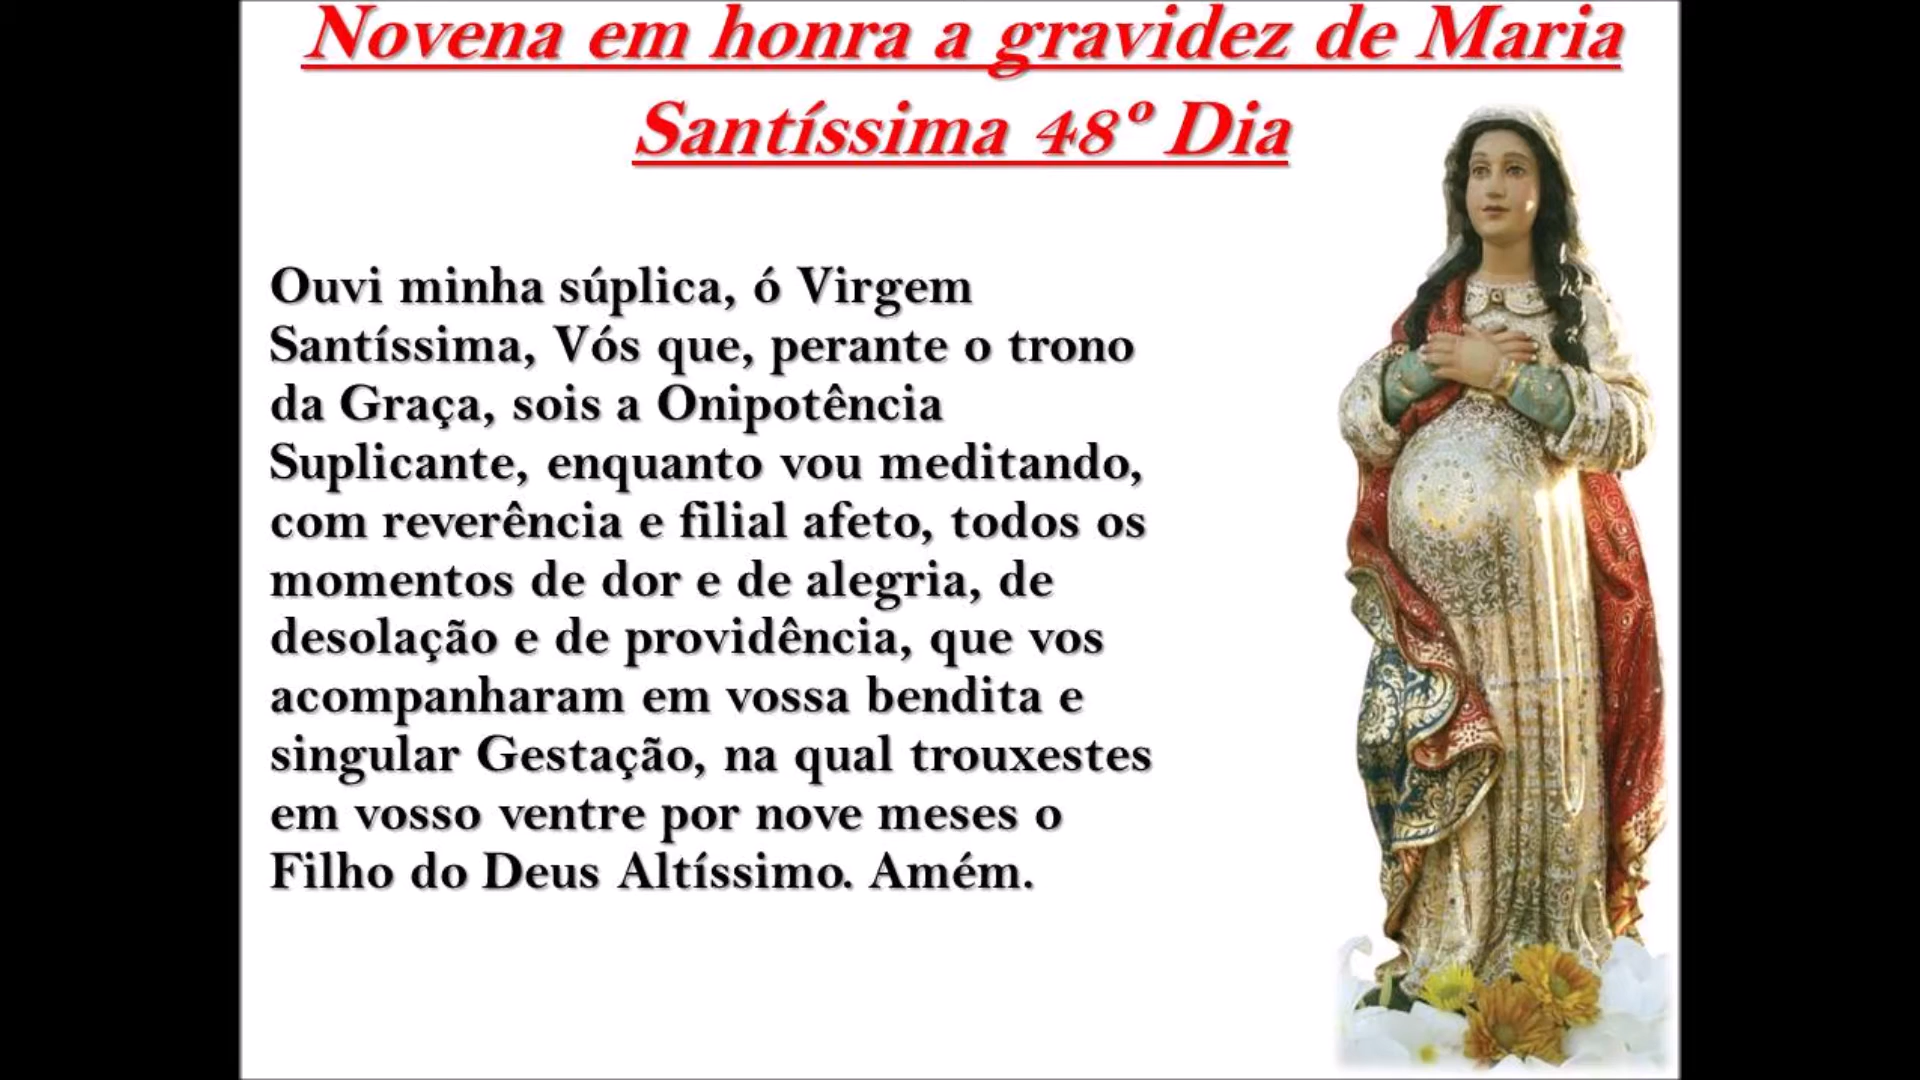 Novena em honra a gravidez de Maria
Santíssima 48º Dia
Ouvi minha súplica, ó Virgem
Santíssima, Vós que, perante o trono
da Graça, sois a Onipotência
Suplicante, enquanto vou meditando,
com reverência e filial afeto, todos os
momentos de dor e de alegria, de
desolação e de providência, que vos
acompanharam em vossa bendita e
singular Gestação, na qual trouxestes
em vosso ventre por nove meses o
Filho do Deus Altíssimo. Amém.